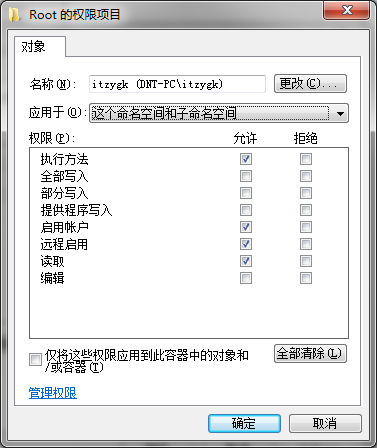 Root 的权限项目
对象
名称(N): itzygk (DNT-PC\itzygk) 更改(C)...
应用于(O): 这个命名空间和子命名空间
权限(P): 允许 拒绝
执行方法
全部写入
部分写入
提供程序写入
启用帐户
远程启用
读取
编辑
仅将这些权限应用到此容器中的对象和 全部清除(L)
/或容器(T)
管理权限
确定 取消